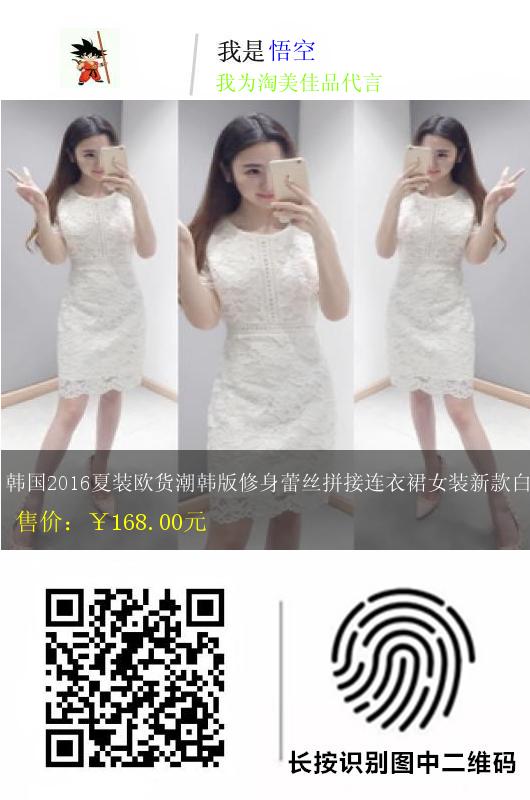 我是悟空
我为淘美佳品代言
韩国2016夏装欧货潮韩版修身蕾丝拼接连衣裙女装新款白
售价：￥168.00元
长按识别图中二维码